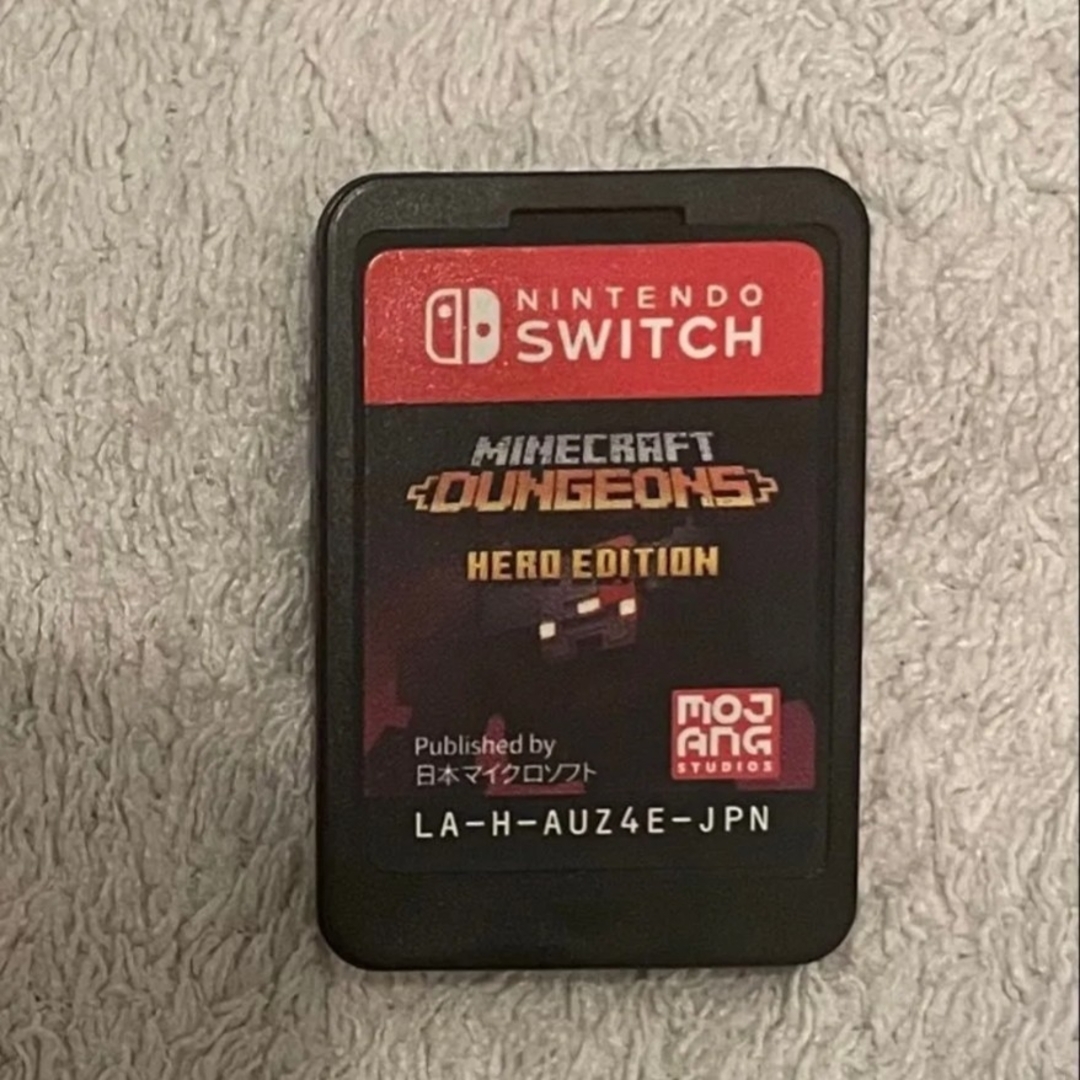 NINTENDO
SWITCH
MINECRAFT
DUNGEONS
HERO EDITION
MOJ
ANG
STUDIOS
Published by
日本マイクロソフト
LA-H-AUZ4E-JPN